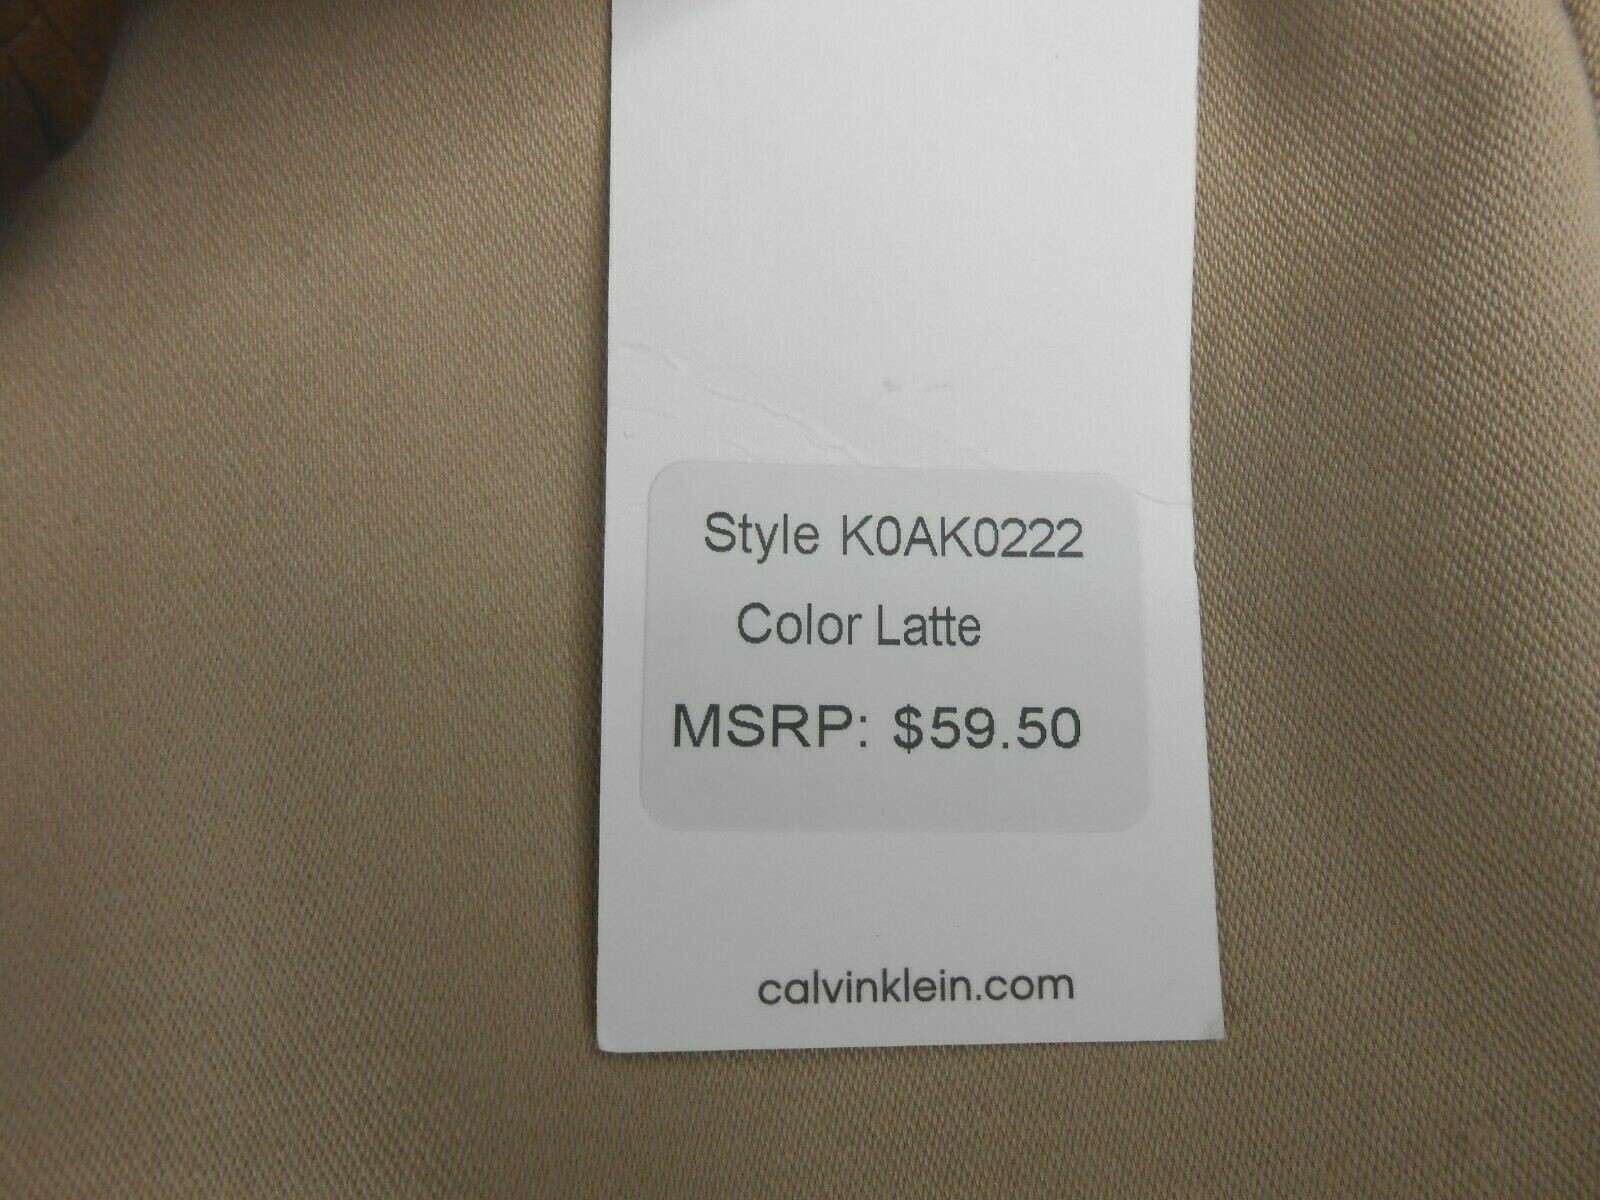 Style K0AK0222
Color Latte
MSRP: $59.50
calvinklein.com